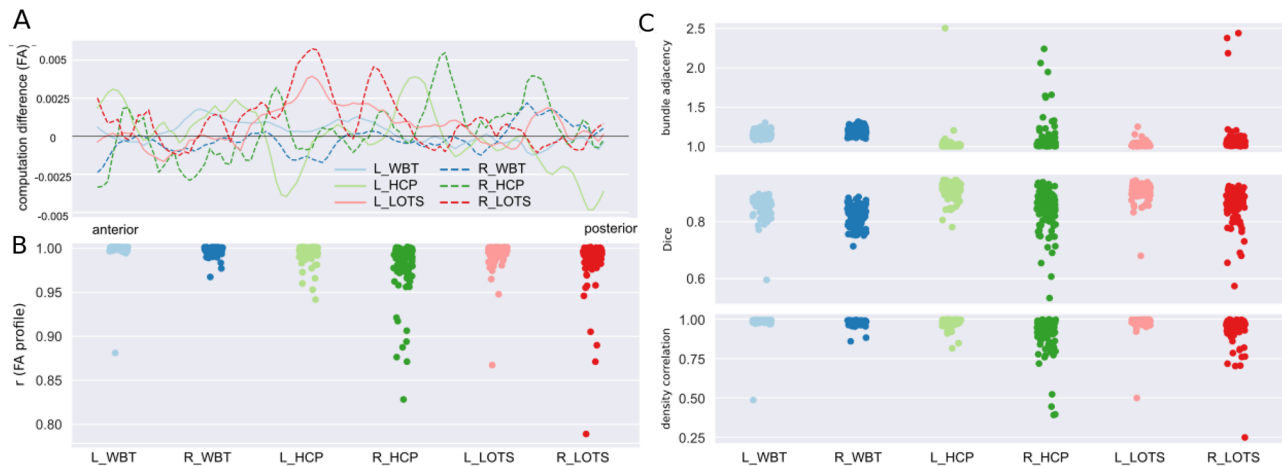 A
computation difference (FA)
0.005
0.0025
0
-0.0025
-0.005
L_WBT R_WBT
L_HCP R_HCP
L_LOTS R_LOTS
anterior posterior
B
r (FA profile)
1.00
0.95
0.90
0.85
0.80
L_WBT R_WBT L_HCP R_HCP L_LOTS R_LOTS
C
bundle adjacency
2.5
2.0
1.5
1.0
Dice
0.8
0.6
density correlation
1.00
0.75
0.50
0.25
L_WBT R_WBT L_HCP R_HCP L_LOTS R_LOTS